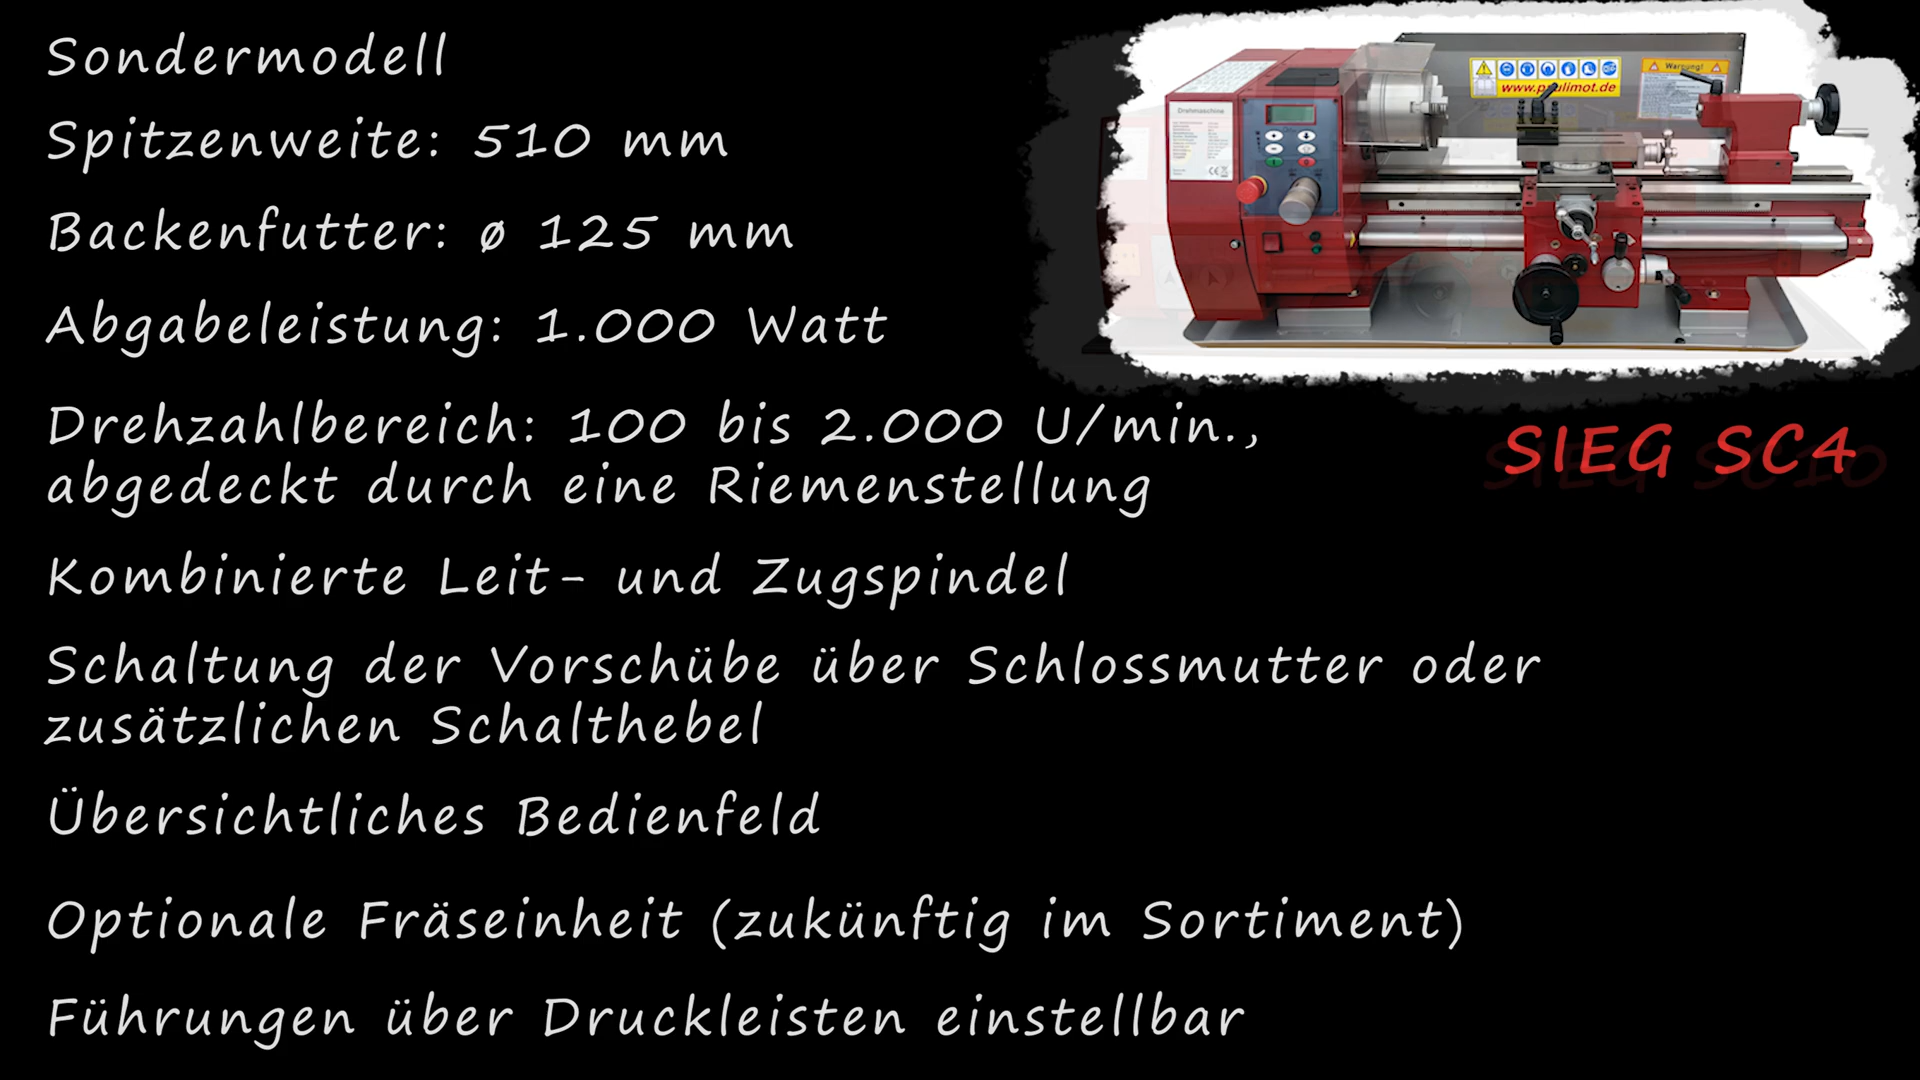 Sondermodell
Spitzenweite: 510 mm
Backenfutter: ø 125 mm
Abgabeleistung: 1.000 Watt
Drehzahlbereich: 100 bis 2.000 U/min.,
abgedeckt durch eine Riemenstellung
Kombinierte Leit- und Zugspindel
Schaltung der Vorschübe über Schlossmutter oder
zusätzlichen Schalthebel
Übersichtliches Bedienfeld
Optionale Fräseinheit (zukünftig im Sortiment)
Führungen über Druckleisten einstellbar
Drehmaschine
www.paulimot.de
Warnung!
SIEG SC4
SIEG SC10